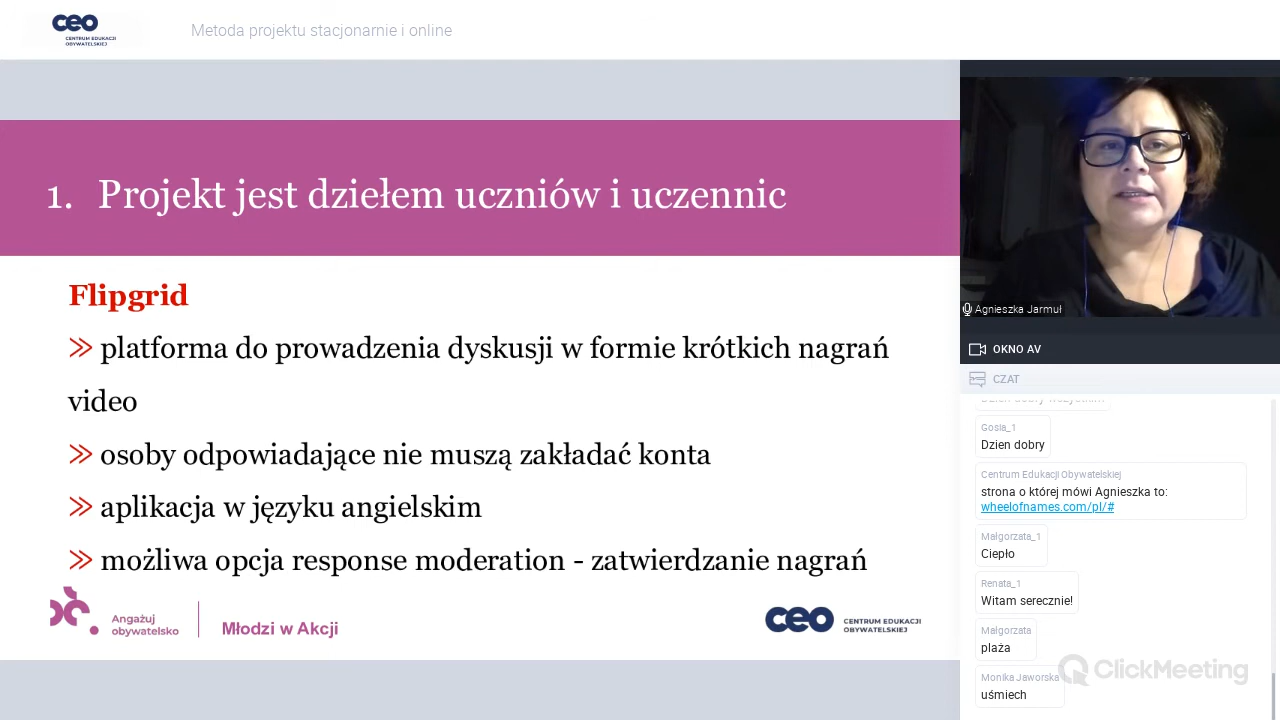 ceo
CENTRUM EDUKACJI
OBYWATELSKIEJ
Metoda projektu stacjonarnie i online
1. Projekt jest dziełem uczniów i uczennic
Flipgrid
» platforma do prowadzenia dyskusji w formie krótkich nagrań
video
» osoby odpowiadające nie muszą zakładać konta
» aplikacja w języku angielskim
» możliwa opcja response moderation - zatwierdzanie nagrań
Angażuj
obywatelsko
Młodzi w Akcji
ceo
CENTRUM EDUKACJI
OBYWATELSKIEJ
Agnieszka Jarmuł
OKNO AV
CZAT
Gosia_1
Dzien dobry
Centrum Edukacji Obywatelskiej
strona o której mówi Agnieszka to:
wheelofnames.com/pl/#
Małgorzata_1
Ciepło
Renata_1
Witam serecznie!
Małgorzata
plaża
Monika Jaworska
uśmiech
ClickMeeting